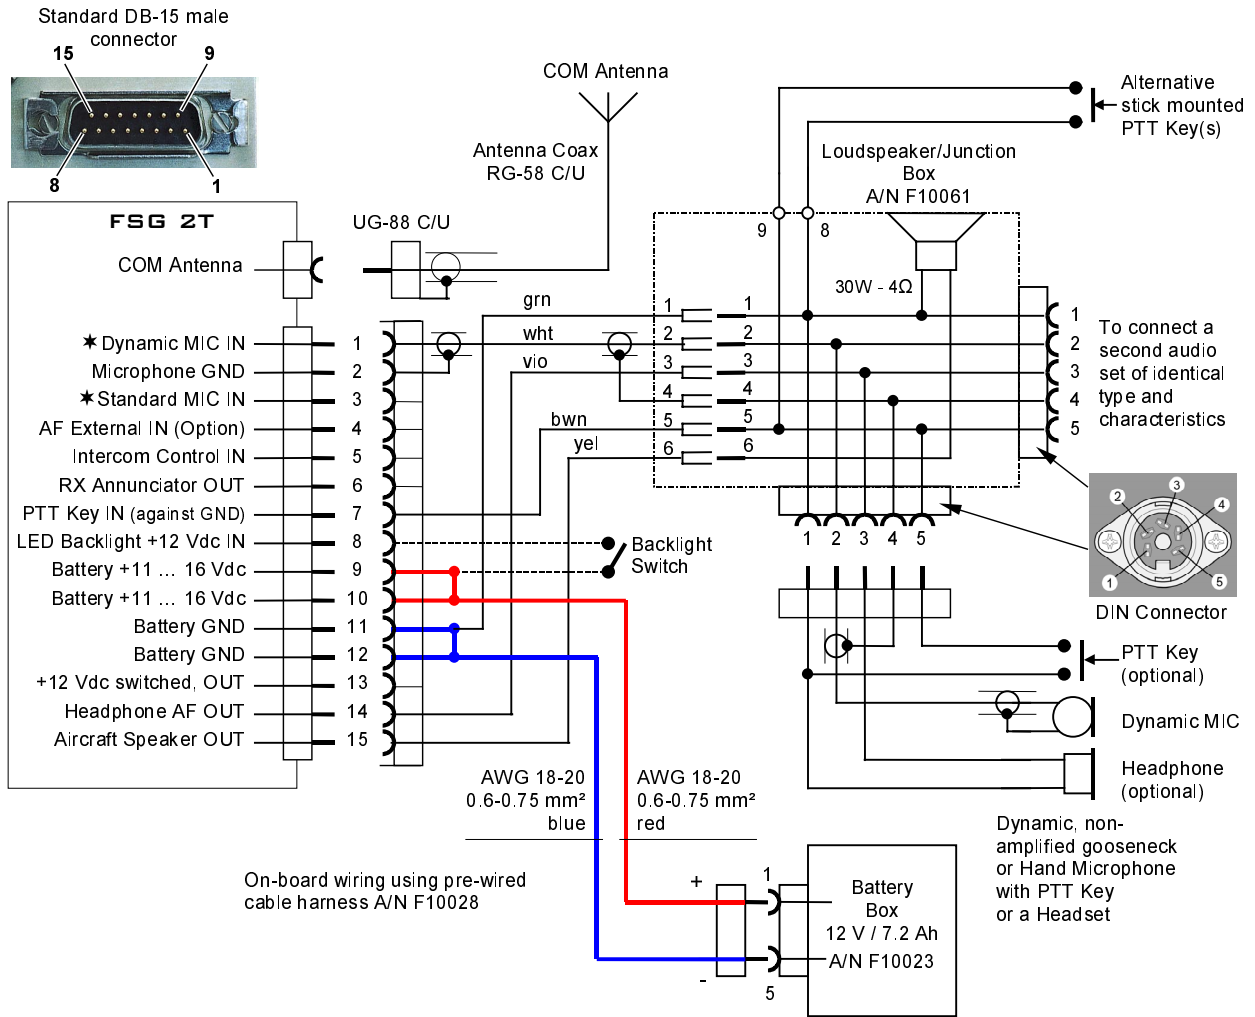 Standard DB-15 male
connector
15
9
8
1
COM Antenna
Antenna Coax
RG-58 C/U
Alternative
stick mounted
PTT Key(s)
Loudspeaker/Junction
Box
A/N F10061
FSG 2T
UG-88 C/U
9
8
COM Antenna
30W - 4Ω
grn
wht
vio
bwn
yel
1
2
3
4
5
6
1
2
3
4
5
6
1
2
3
4
5
To connect a
second audio
set of identical
type and
characteristics
★Dynamic MIC IN 1
Microphone GND 2
★Standard MIC IN 3
AF External IN (Option) 4
Intercom Control IN 5
RX Annunciator OUT 6
PTT Key IN (against GND) 7
LED Backlight +12 Vdc IN 8
Battery +11 ... 16 Vdc 9
Battery +11 ... 16 Vdc 10
Battery GND 11
Battery GND 12
+12 Vdc switched, OUT 13
Headphone AF OUT 14
Aircraft Speaker OUT 15
Backlight
Switch
1 2 3 4 5
1
2
3
4
5
DIN Connector
PTT Key
(optional)
Dynamic MIC
Headphone
(optional)
AWG 18-20
0.6-0.75 mm²
blue
AWG 18-20
0.6-0.75 mm²
red
Dynamic, non-
amplified gooseneck
or Hand Microphone
with PTT Key
or a Headset
On-board wiring using pre-wired
cable harness A/N F10028
+
-
1
5
Battery
Box
12 V / 7.2 Ah
A/N F10023